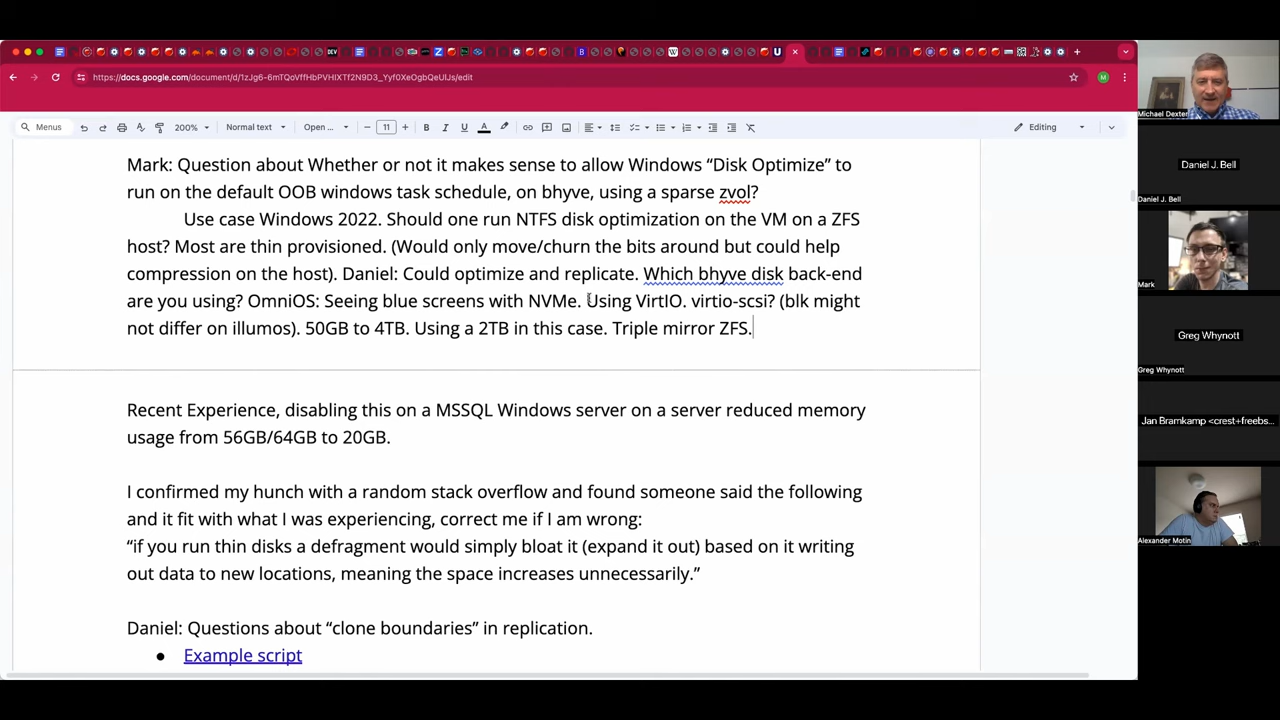 https://docs.google.com/document/d/1zJg6-6mTQoVffHbPVHIXTf2N9D3_Yyf0XeOgbQeUIJs/edit
Menus
200%
Normal text
Open ...
11
Editing
Mark: Question about Whether or not it makes sense to allow Windows “Disk Optimize” to
run on the default OOB windows task schedule, on bhyve, using a sparse zvol?
Use case Windows 2022. Should one run NTFS disk optimization on the VM on a ZFS
host? Most are thin provisioned. (Would only move/churn the bits around but could help
compression on the host). Daniel: Could optimize and replicate. Which bhyve disk back-end
are you using? OmniOS: Seeing blue screens with NVMe. Using VirtIO. virtio-scsi? (blk might
not differ on illumos). 50GB to 4TB. Using a 2TB in this case. Triple mirror ZFS.
Recent Experience, disabling this on a MSSQL Windows server on a server reduced memory
usage from 56GB/64GB to 20GB.
I confirmed my hunch with a random stack overflow and found someone said the following
and it fit with what I was experiencing, correct me if I am wrong:
“if you run thin disks a defragment would simply bloat it (expand it out) based on it writing
out data to new locations, meaning the space increases unnecessarily.”
Daniel: Questions about “clone boundaries” in replication.
● Example script
Michael Dexter
Daniel J. Bell
Daniel J. Bell
Mark
Greg Whynott
Greg Whynott
Jan Bramkamp <crest+freebs...
Alexander Motin